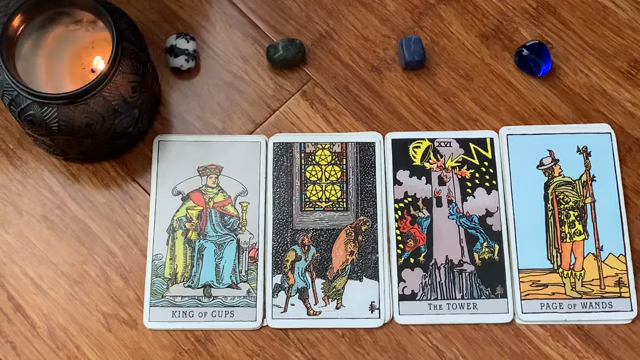 KING OF CUPS
XVI
THE TOWER
PAGE OF WANDS